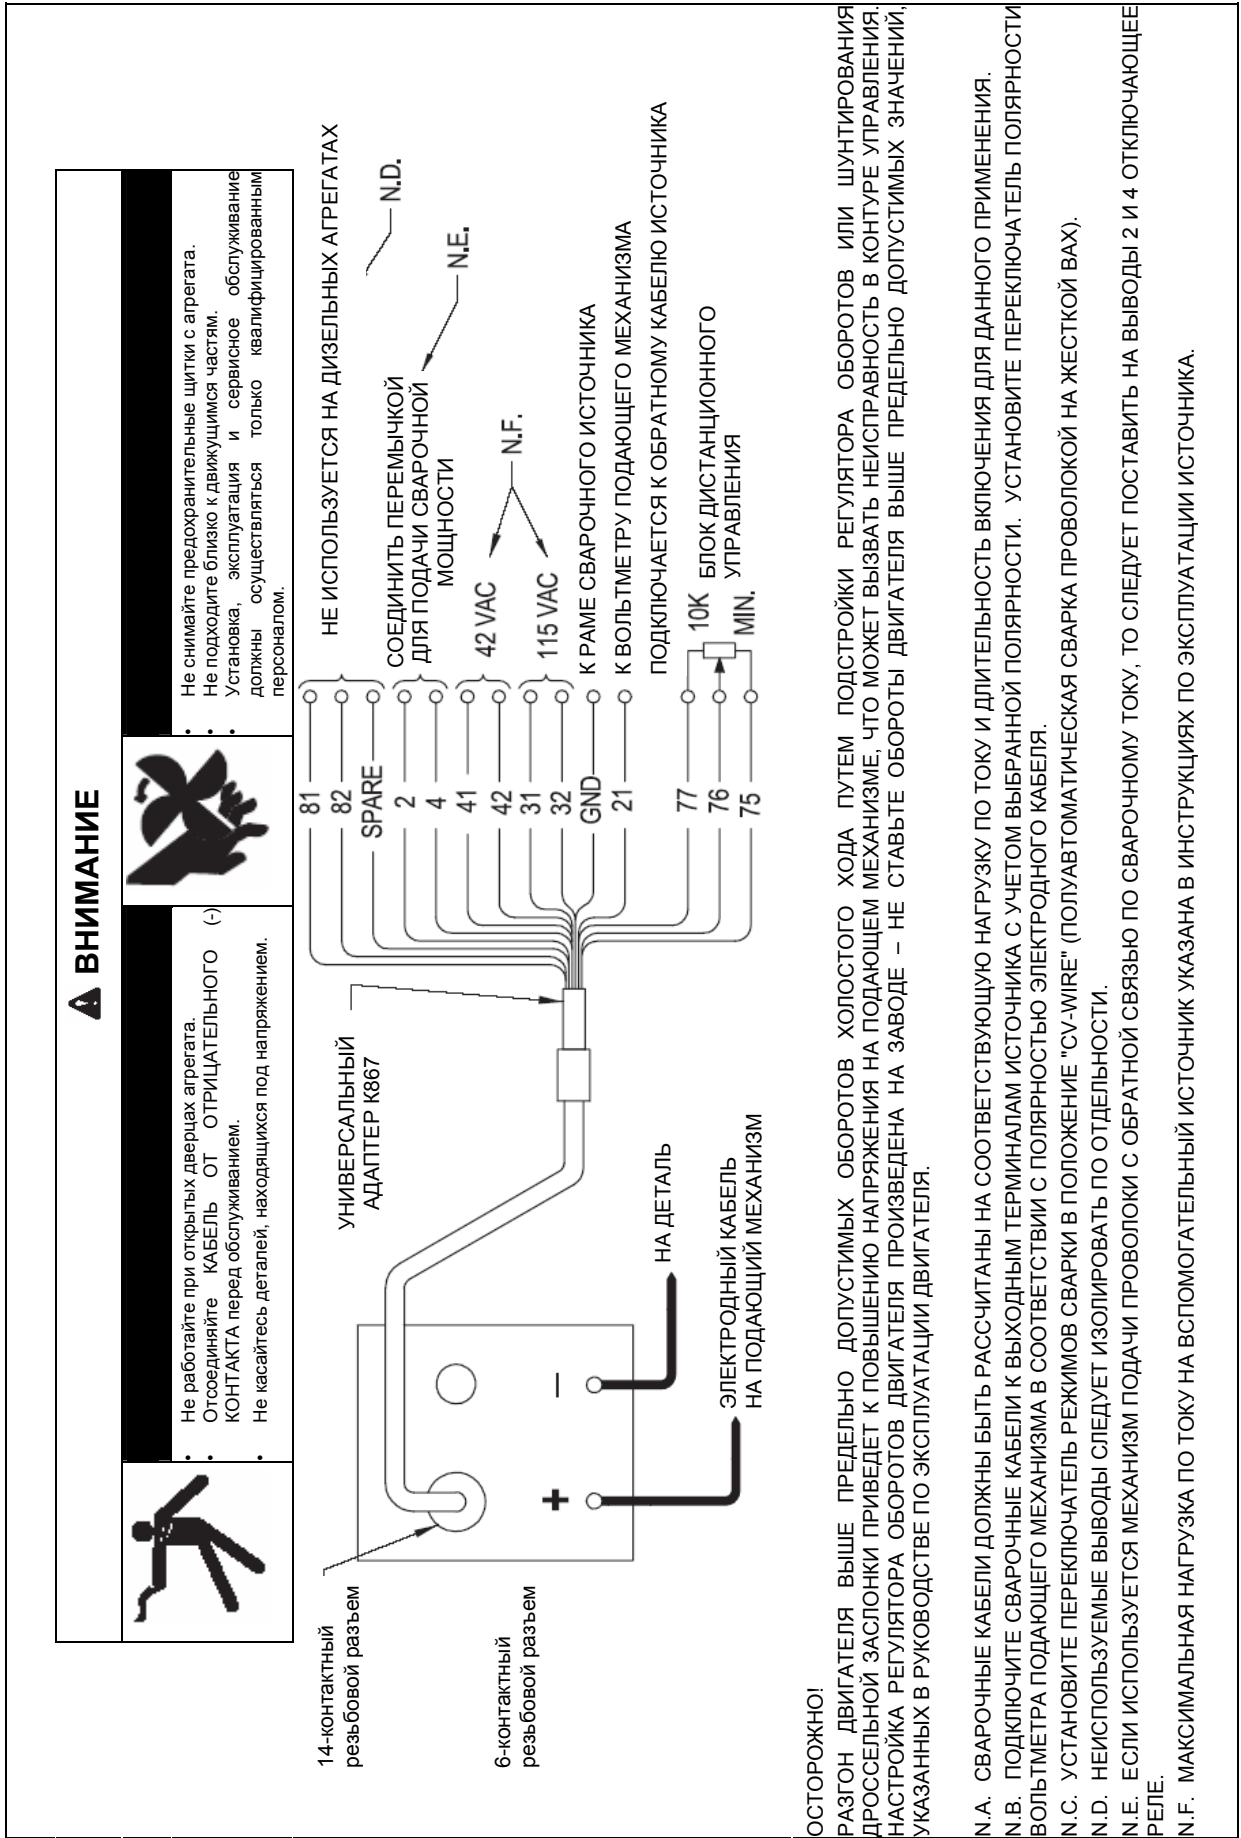 ВНИМАНИЕ
• Не работайте при открытых дверцах агрегата.
• Отсоединяйте КАБЕЛЬ ОТ ОТРИЦАТЕЛЬНОГО (-)
КОНТАКТА перед обслуживанием.
• Не касайтесь деталей, находящихся под напряжением.
• Не снимайте предохранительные щитки с агрегата.
• Не подходите близко к движущимся частям.
• Установка, эксплуатация и сервисное обслуживание
должны осуществляться только квалифицированным
персоналом.
14-контактный
резьбовой разъем
6-контактный
резьбовой разъем
УНИВЕРСАЛЬНЫЙ
АДАПТЕР K867
+
–
НА ДЕТАЛЬ
ЭЛЕКТРОДНЫЙ КАБЕЛЬ
НА ПОДАЮЩИЙ МЕХАНИЗМ
81
82
SPARE
2
4
41
42
31
32
GND
21
77
76
75
НЕ ИСПОЛЬЗУЕТСЯ НА ДИЗЕЛЬНЫХ АГРЕГАТАХ
N.D.
СОЕДИНИТЬ ПЕРЕМЫЧКОЙ
ДЛЯ ПОДАЧИ СВАРОЧНОЙ
МОЩНОСТИ
N.E.
42 VAC
115 VAC
N.F.
К РАМЕ СВАРОЧНОГО ИСТОЧНИКА
К ВОЛЬТМЕТРУ ПОДАЮЩЕГО МЕХАНИЗМА
ПОДКЛЮЧАЕТСЯ К ОБРАТНОМУ КАБЕЛЮ ИСТОЧНИКА
10K
MIN.
БЛОК ДИСТАНЦИОННОГО
УПРАВЛЕНИЯ
ОСТОРОЖНО!
РАЗГОН ДВИГАТЕЛЯ ВЫШЕ ПРЕДЕЛЬНО ДОПУСТИМЫХ ОБОРОТОВ ХОЛОСТОГО ХОДА ПУТЕМ ПОДСТРОЙКИ РЕГУЛЯТОРА ОБОРОТОВ ИЛИ ШУНТИРОВАНИЯ
ДРОССЕЛЬНОЙ ЗАСЛОНКИ ПРИВЕДЕТ К ПОВЫШЕНИЮ НАПРЯЖЕНИЯ НА ПОДАЮЩЕМ МЕХАНИЗМЕ, ЧТО МОЖЕТ ВЫЗВАТЬ НЕИСПРАВНОСТЬ В КОНТУРЕ УПРАВЛЕНИЯ.
НАСТРОЙКА РЕГУЛЯТОРА ОБОРОТОВ ДВИГАТЕЛЯ ПРОИЗВЕДЕНА НА ЗАВОДЕ – НЕ СТАВЬТЕ ОБОРОТЫ ДВИГАТЕЛЯ ВЫШЕ ПРЕДЕЛЬНО ДОПУСТИМЫХ ЗНАЧЕНИЙ,
УКАЗАННЫХ В РУКОВОДСТВЕ ПО ЭКСПЛУАТАЦИИ ДВИГАТЕЛЯ.
N.A. СВАРОЧНЫЕ КАБЕЛИ ДОЛЖНЫ БЫТЬ РАССЧИТАНЫ НА СООТВЕТСТВУЮЩУЮ НАГРУЗКУ ПО ТОКУ И ДЛИТЕЛЬНОСТЬ ВКЛЮЧЕНИЯ ДЛЯ ДАННОГО ПРИМЕНЕНИЯ.
N.B. ПОДКЛЮЧИТЕ СВАРОЧНЫЕ КАБЕЛИ К ВЫХОДНЫМ ТЕРМИНАЛАМ ИСТОЧНИКА С УЧЕТОМ ВЫБРАННОЙ ПОЛЯРНОСТИ. УСТАНОВИТЕ ПЕРЕКЛЮЧАТЕЛЬ ПОЛЯРНОСТИ
ВОЛЬТМЕТРА ПОДАЮЩЕГО МЕХАНИЗМА В СООТВЕТСТВИИ С ПОЛЯРНОСТЬЮ ЭЛЕКТРОДНОГО КАБЕЛЯ.
N.C. УСТАНОВИТЕ ПЕРЕКЛЮЧАТЕЛЬ РЕЖИМОВ СВАРКИ В ПОЛОЖЕНИЕ "CV-WIRE" (ПОЛУАВТОМАТИЧЕСКАЯ СВАРКА ПРОВОЛОКОЙ НА ЖЕСТКОЙ ВАХ).
N.D. НЕИСПОЛЬЗУЕМЫЕ ВЫВОДЫ СЛЕДУЕТ ИЗОЛИРОВАТЬ ПО ОТДЕЛЬНОСТИ.
N.E. ЕСЛИ ИСПОЛЬЗУЕТСЯ МЕХАНИЗМ ПОДАЧИ ПРОВОЛОКИ С ОБРАТНОЙ СВЯЗЬЮ ПО СВАРОЧНОМУ ТОКУ, ТО СЛЕДУЕТ ПОСТАВИТЬ НА ВЫВОДЫ 2 И 4 ОТКЛЮЧАЮЩЕЕ
РЕЛЕ.
N.F. МАКСИМАЛЬНАЯ НАГРУЗКА ПО ТОКУ НА ВСПОМОГАТЕЛЬНЫЙ ИСТОЧНИК УКАЗАНА В ИНСТРУКЦИЯХ ПО ЭКСПЛУАТАЦИИ ИСТОЧНИКА.